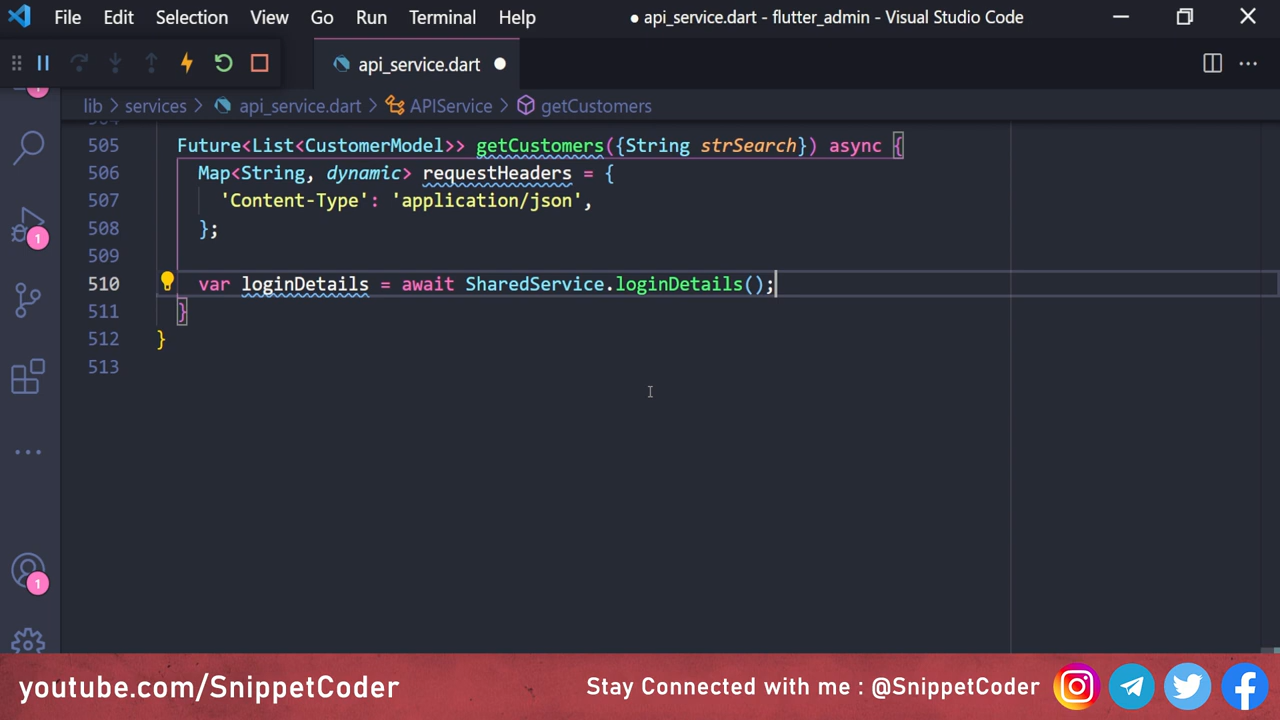 File Edit Selection View Go Run Terminal Help ● api_service.dart - flutter_admin - Visual Studio Code
api_service.dart
lib > services > api_service.dart > APIService > getCustomers
505 Future<List<CustomerModel>> getCustomers({String strSearch}) async {
506 Map<String, dynamic> requestHeaders = {
507 'Content-Type': 'application/json',
508 };
509
510 var loginDetails = await SharedService.loginDetails();
511 }
512 }
513
1
1
1
youtube.com/SnippetCoder
Stay Connected with me : @SnippetCoder